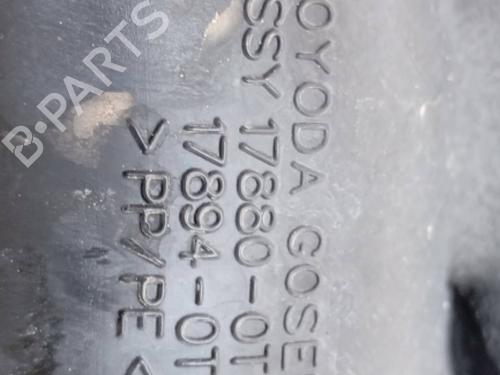 OYODA GOSE
SSY 17880-0T
17894-0T
>PP/PE<
B-PARTS